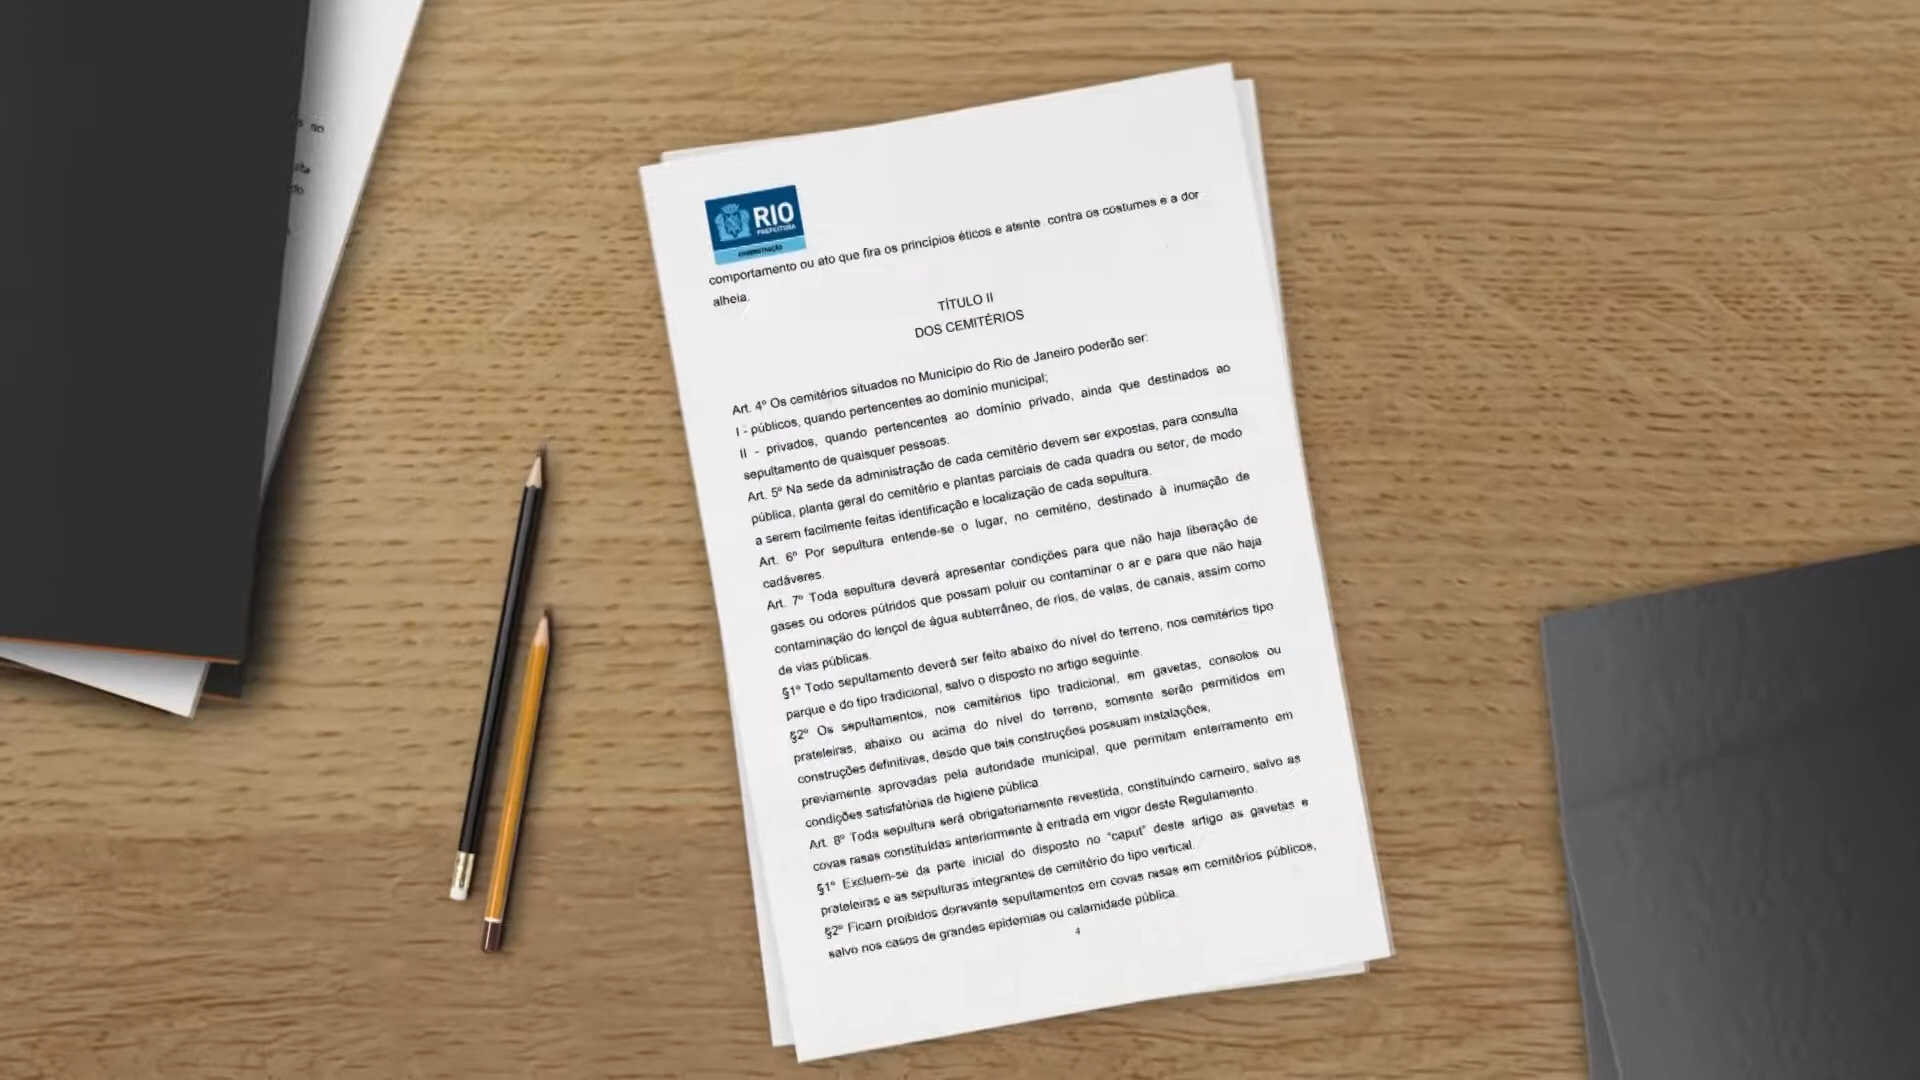 RIO
PREFEITURA
ADMINISTRAÇÃO
comportamento ou ato que fira os princípios éticos e atente contra os costumes e a dor
alheia.
TÍTULO II
DOS CEMITÉRIOS
Art. 4º Os cemitérios situados no Município do Rio de Janeiro poderão ser:
I - públicos, quando pertencentes ao domínio municipal;
II - privados, quando pertencentes ao domínio privado, ainda que destinados ao
sepultamento de quaisquer pessoas.
Art. 5º Na sede da administração de cada cemitério devem ser expostas, para consulta
pública, planta geral do cemitério e plantas parciais de cada quadra ou setor, de modo
a serem facilmente feitas identificação e localização de cada sepultura.
Art. 6º Por sepultura entende-se o lugar, no cemitério, destinado à inumação de
cadáveres.
Art. 7º Toda sepultura deverá apresentar condições para que não haja liberação de
gases ou odores pútridos que possam poluir ou contaminar o ar e para que não haja
contaminação do lençol de água subterrâneo, de rios, de valas, de canais, assim como
de vias públicas.
§1º Todo sepultamento deverá ser feito abaixo do nível do terreno, nos cemitérios tipo
parque e do tipo tradicional, salvo o disposto no artigo seguinte.
§2º Os sepultamentos, nos cemitérios tipo tradicional, em gavetas, consolos ou
prateleiras, abaixo ou acima do nível do terreno, somente serão permitidos em
construções definitivas, desde que tais construções possuam instalações,
previamente aprovadas pela autoridade municipal, que permitam enterramento em
condições satisfatórias de higiene pública
Art. 8º Toda sepultura será obrigatoriamente revestida, constituindo carneiro, salvo as
covas rasas constituídas anteriormente à entrada em vigor deste Regulamento.
§1º Excluem-se da parte inicial do disposto no "caput" deste artigo as gavetas e
prateleiras e as sepulturas integrantes de cemitério do tipo vertical.
§2º Ficam proibidos doravante sepultamentos em covas rasas em cemitérios públicos,
salvo nos casos de grandes epidemias ou calamidade pública.
4